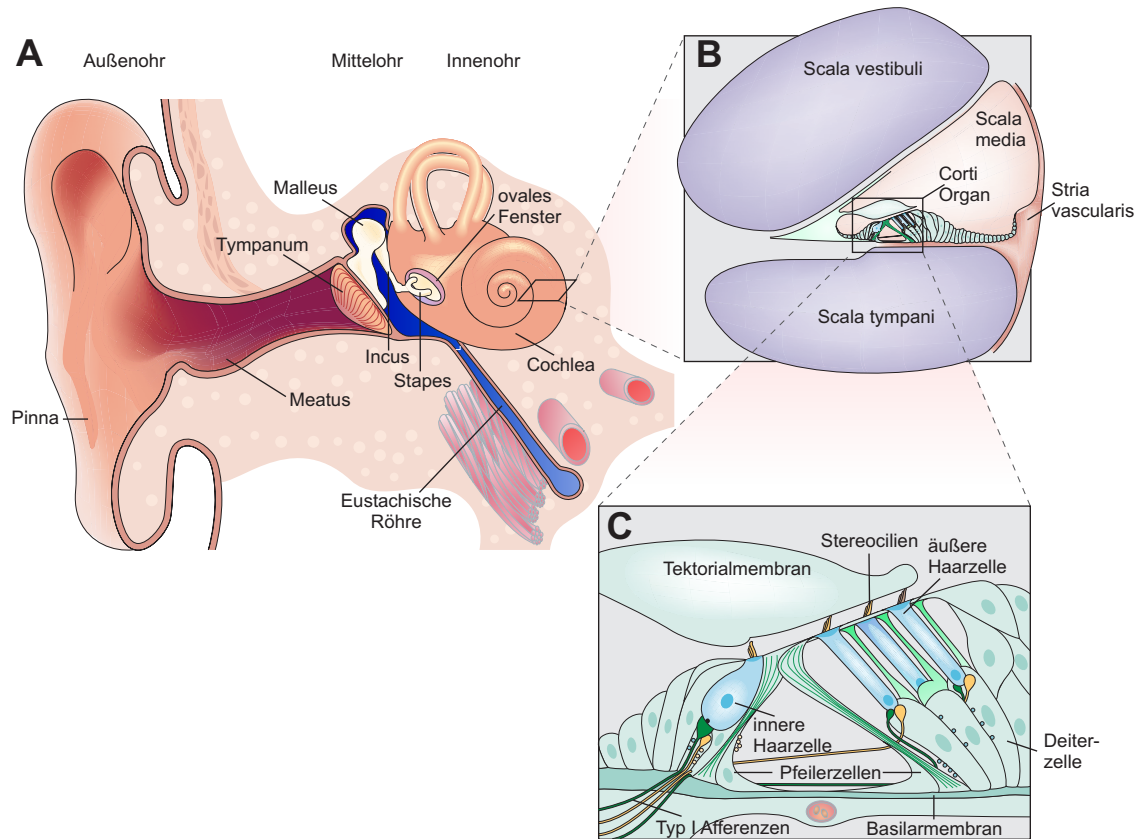 A
Außenohr
Mittelohr
Innenohr
Malleus
ovales
Fenster
Tympanum
Incus
Stapes
Cochlea
Meatus
Pinna
Eustachische
Röhre
B
Scala vestibuli
Scala
media
Corti
Organ
Stria
vascularis
Scala tympani
C
Stereocilien
äußere
Haarzelle
Tektorialmembran
innere
Haarzelle
Deiter-
zelle
Pfeilerzellen
Typ I Afferenzen
Basilarmembran